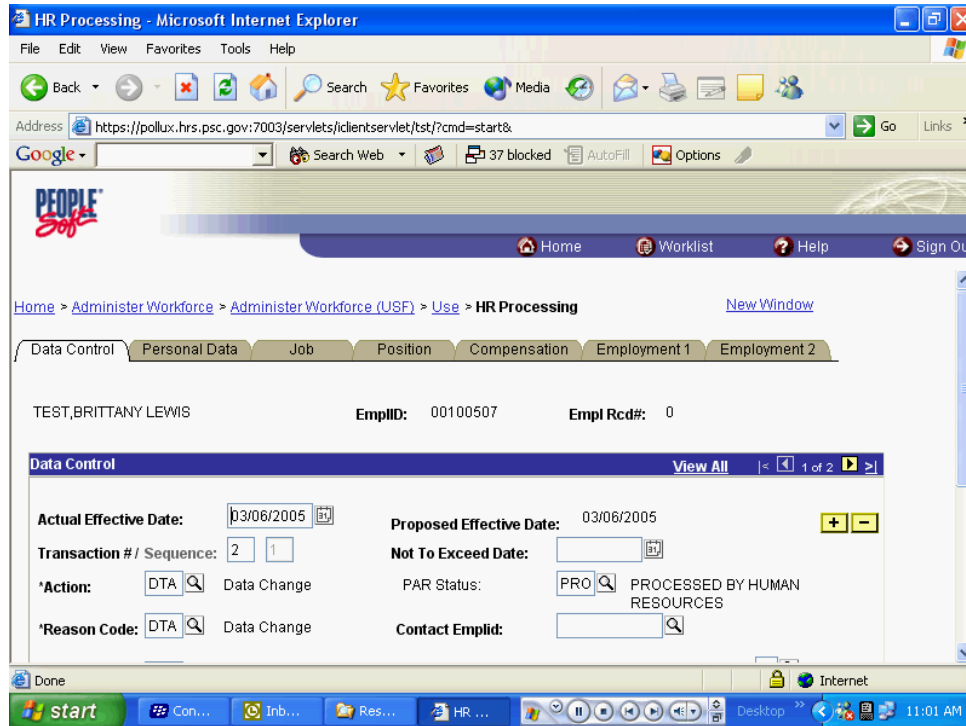 HR Processing - Microsoft Internet Explorer
File Edit View Favorites Tools Help
Back Search Favorites Media
Address https://pollux.hrs.psc.gov:7003/servlets/iclientservlet/tst/?cmd=start& Go Links
Google Search Web 37 blocked AutoFill Options
PEOPLE
Soft
Home Worklist Help Sign Ou
Home > Administer Workforce > Administer Workforce (USF) > Use > HR Processing New Window
Data Control Personal Data Job Position Compensation Employment 1 Employment 2
TEST,BRITTANY LEWIS EmplID: 00100507 Empl Rcd#: 0
Data Control View All |< 1 of 2 >|
Actual Effective Date: 03/06/2005 Proposed Effective Date: 03/06/2005
Transaction # / Sequence: 2 1 Not To Exceed Date:
*Action: DTA Data Change PAR Status: PRO PROCESSED BY HUMAN
RESOURCES
*Reason Code: DTA Data Change Contact Emplid:
Done Internet
start Con... Inb... Res... HR ... Desktop » 11:01 AM